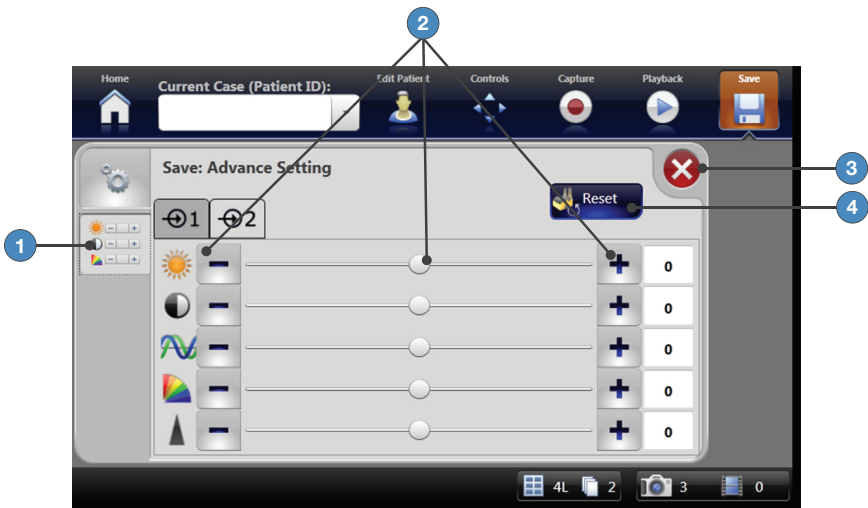 2
Home
Current Case (Patient ID):
Edit Patient
Controls
Capture
Playback
Save
Save: Advance Setting
3
Reset
4
1 2
1
0
0
0
0
0
4L 2 3 0